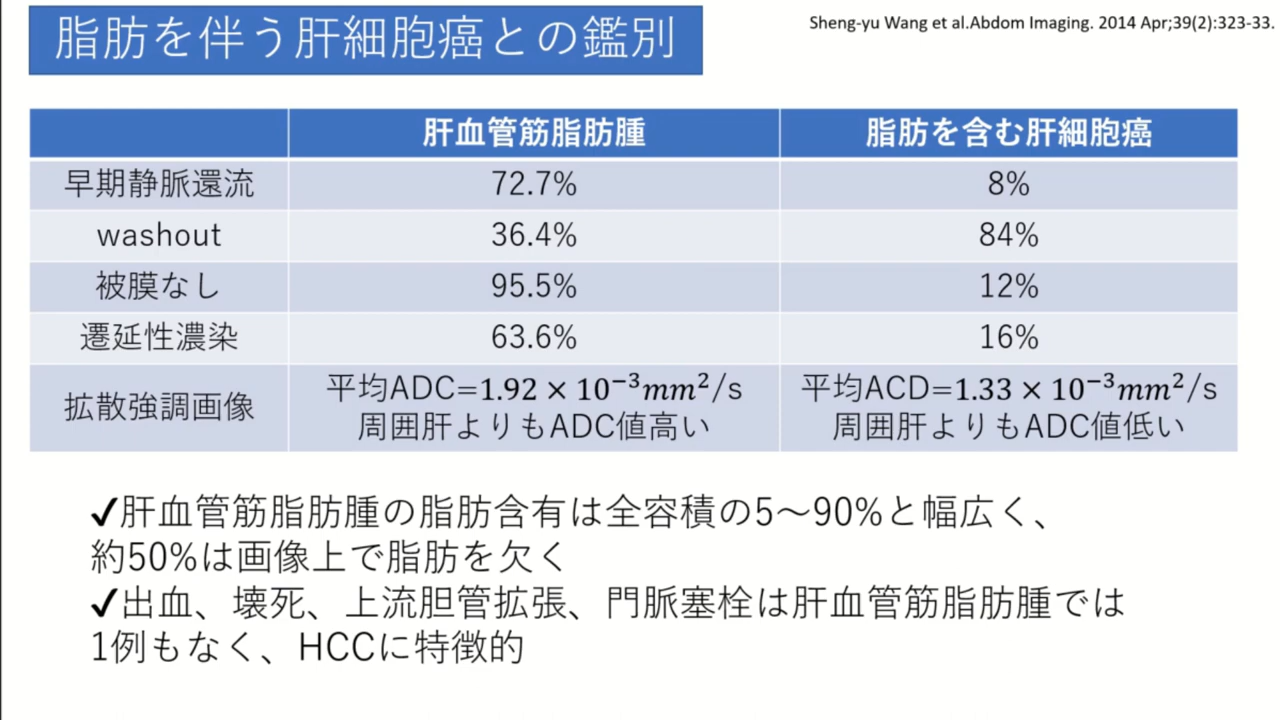 脂肪を伴う肝細胞癌との鑑別
Sheng-yu Wang et al.Abdom Imaging. 2014 Apr;39(2):323-33.
肝血管筋脂肪腫 脂肪を含む肝細胞癌
早期静脈還流 72.7% 8%
washout 36.4% 84%
被膜なし 95.5% 12%
遷延性濃染 63.6% 16%
拡散強調画像 平均ADC=1.92 × 10⁻³mm²/s 平均ACD=1.33 × 10⁻³mm²/s
周囲肝よりもADC値高い 周囲肝よりもADC値低い
✓肝血管筋脂肪腫の脂肪含有は全容積の5～90%と幅広く、
約50%は画像上で脂肪を欠く
✓出血、壊死、上流胆管拡張、門脈塞栓は肝血管筋脂肪腫では
1例もなく、HCCに特徴的